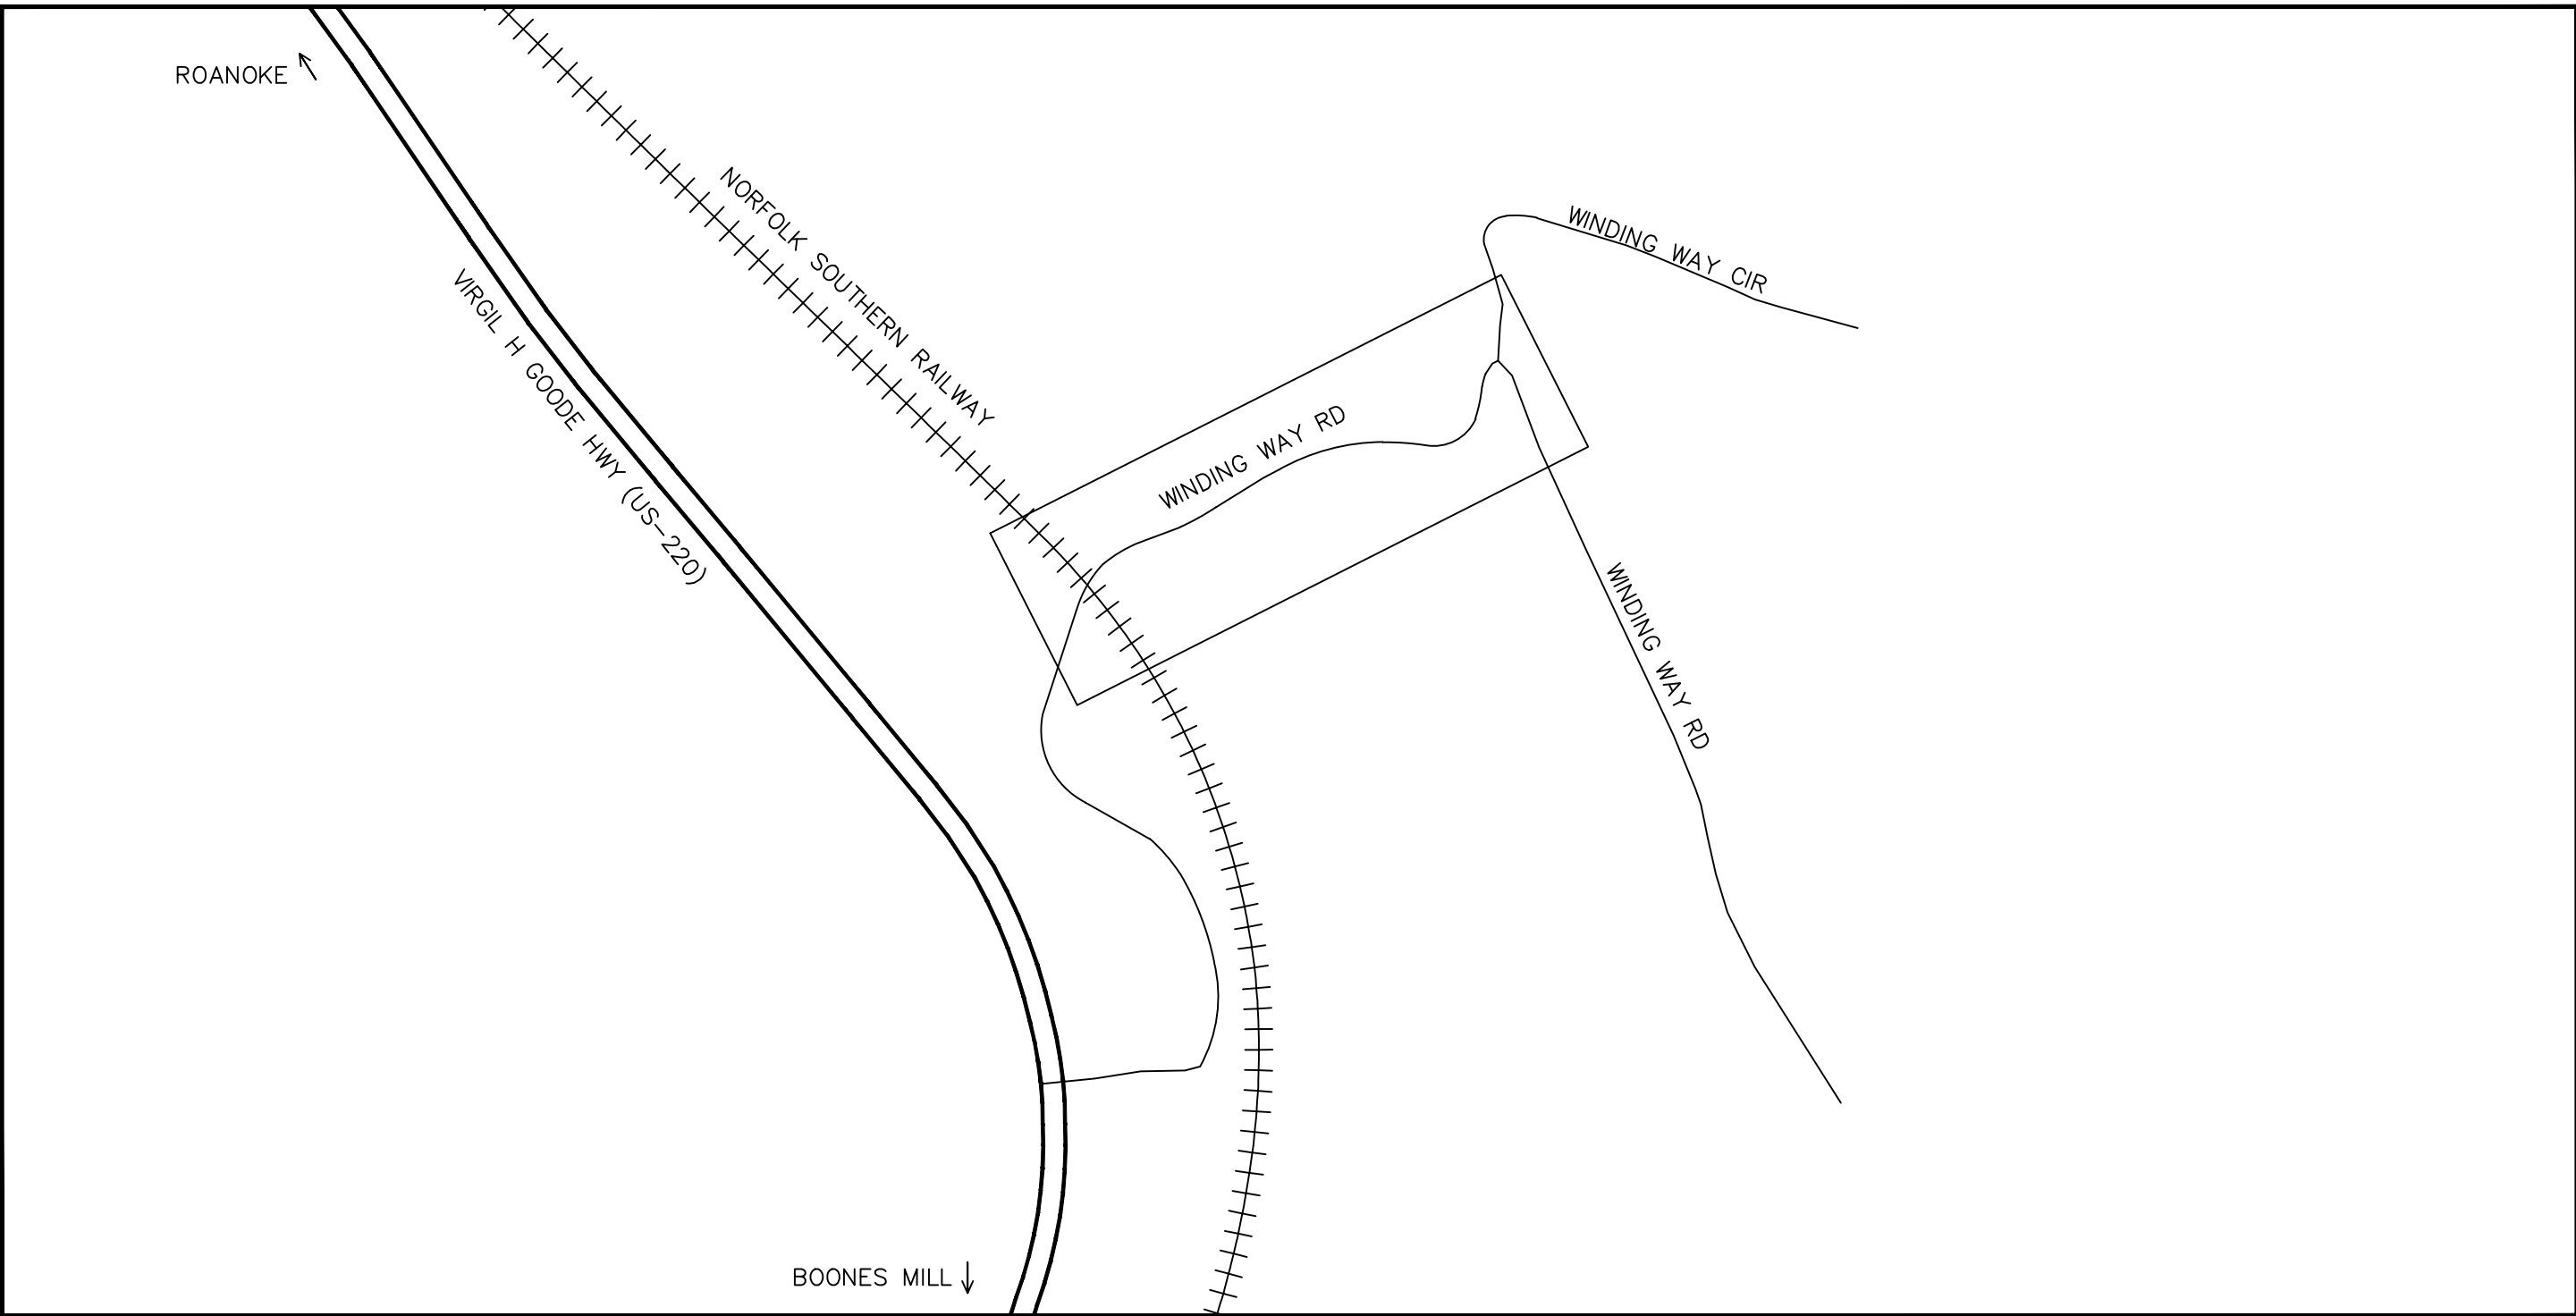 ROANOKE
NORFOLK SOUTHERN RAILWAY
WINDING WAY CIR
VIRGIL H GOODE HWY (US-220)
WINDING WAY RD
WINDING WAY RD
BOONES MILL